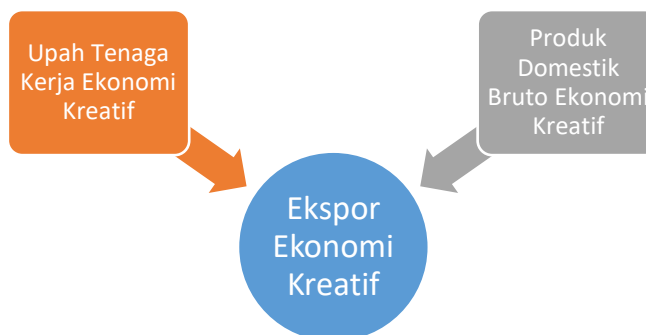 Upah Tenaga
Kerja Ekonomi
Kreatif
Produk
Domestik
Bruto Ekonomi
Kreatif
Ekspor
Ekonomi
Kreatif